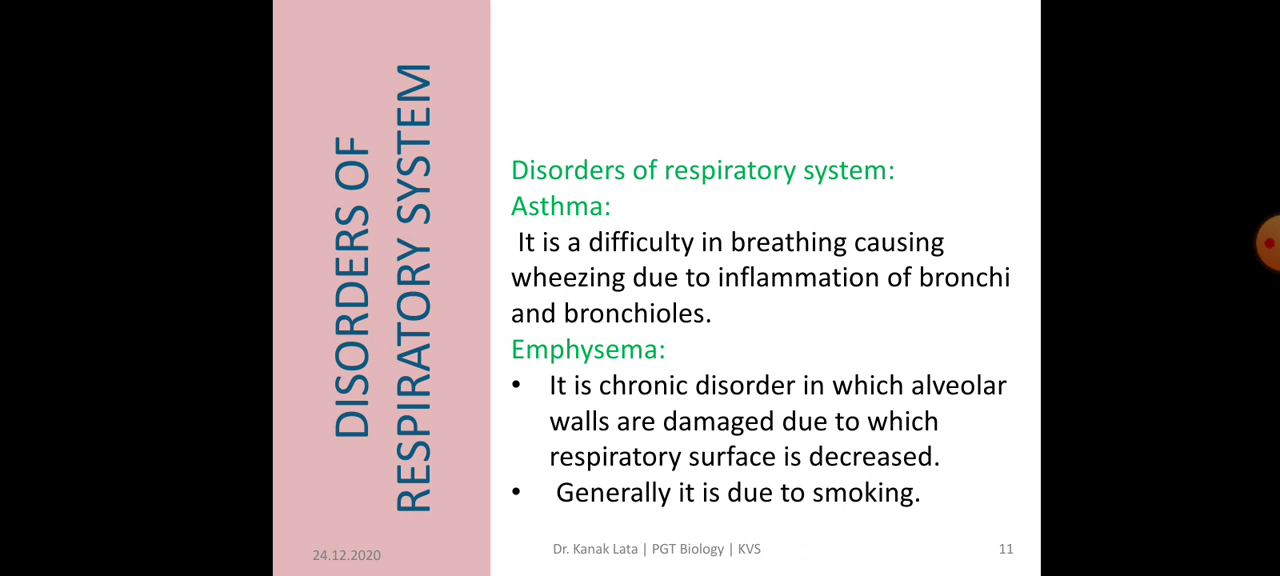 DISORDERS OF
RESPIRATORY SYSTEM
Disorders of respiratory system:
Asthma:
It is a difficulty in breathing causing
wheezing due to inflammation of bronchi
and bronchioles.
Emphysema:
• It is chronic disorder in which alveolar
walls are damaged due to which
respiratory surface is decreased.
• Generally it is due to smoking.
24.12.2020
Dr. Kanak Lata | PGT Biology | KVS
11